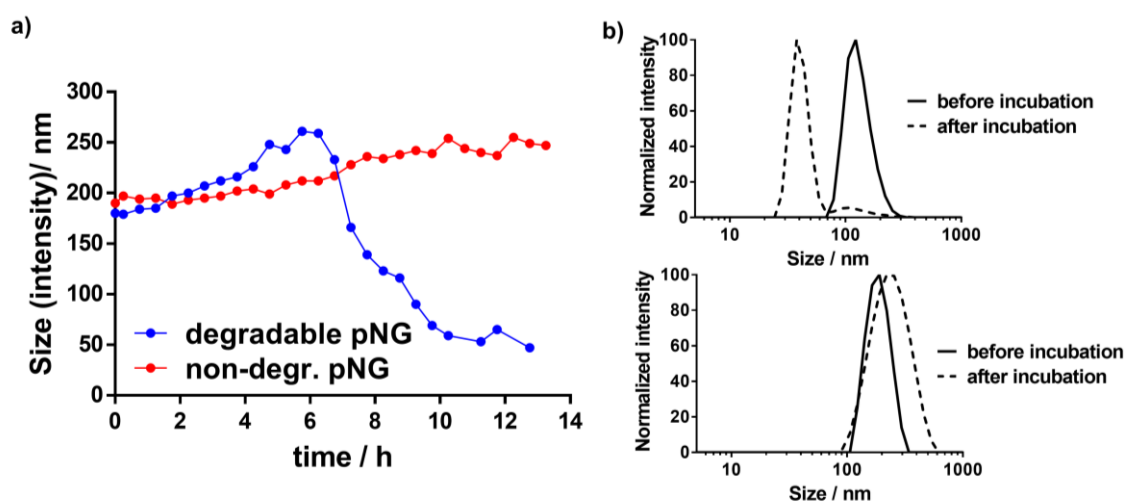 a)
Size (intensity)/ nm
300
250
200
150
100
50
0
degradable pNG
non-degr. pNG
0 2 4 6 8 10 12 14
time / h
b)
Normalized intensity
100
80
60
40
20
0
before incubation
after incubation
10 100 1000
Size / nm
Normalized intensity
100
80
60
40
20
0
before incubation
after incubation
10 100 1000
Size / nm